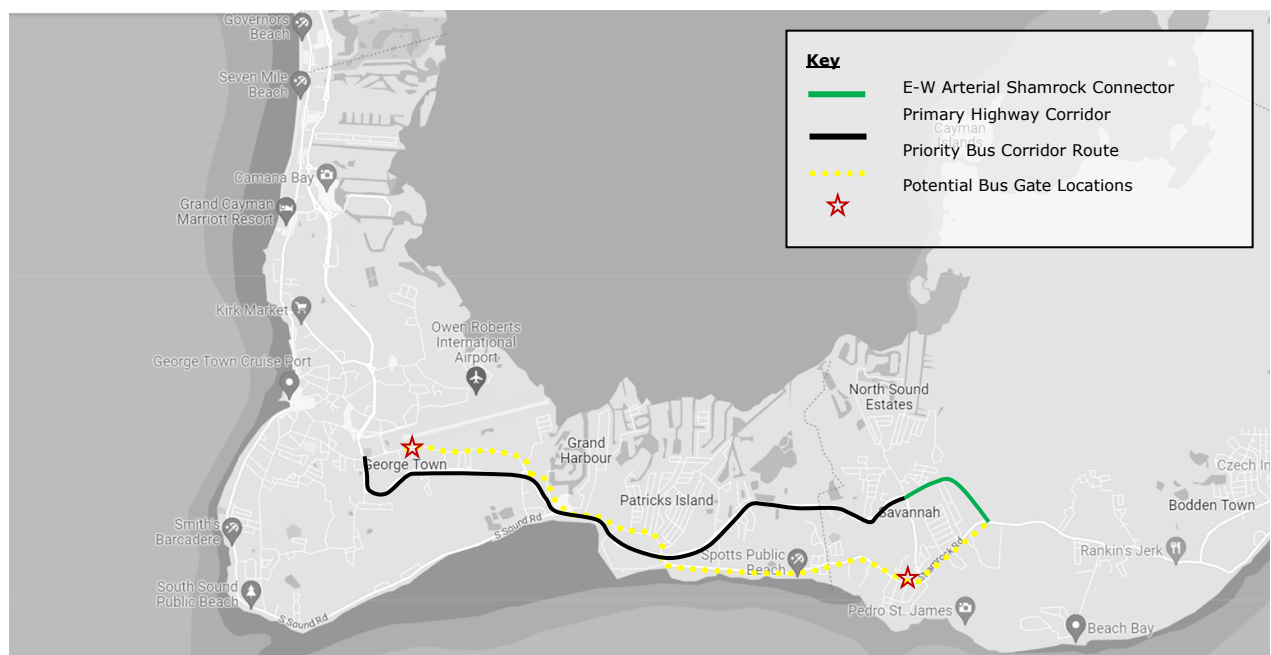 Governors
Beach
Seven Mile
Beach
Camana Bay
Grand Cayman
Marriott Resort
Kirk Market
George Town Cruise Port
Owen Roberts
International
Airport
George Town
Grand
Harbour
Patricks Island
North Sound
Estates
Savannah
Shamrock Rd
Spotts Public
Beach
S Sound Rd
Smith's
Barcadere
South Sound
Public Beach
S Sound Rd
Pedro St. James
Beach Bay
Rankin's Jerk
Bodden Town
Czech In
Cayman
Islands
Key
E-W Arterial Shamrock Connector
Primary Highway Corridor
Priority Bus Corridor Route
Potential Bus Gate Locations